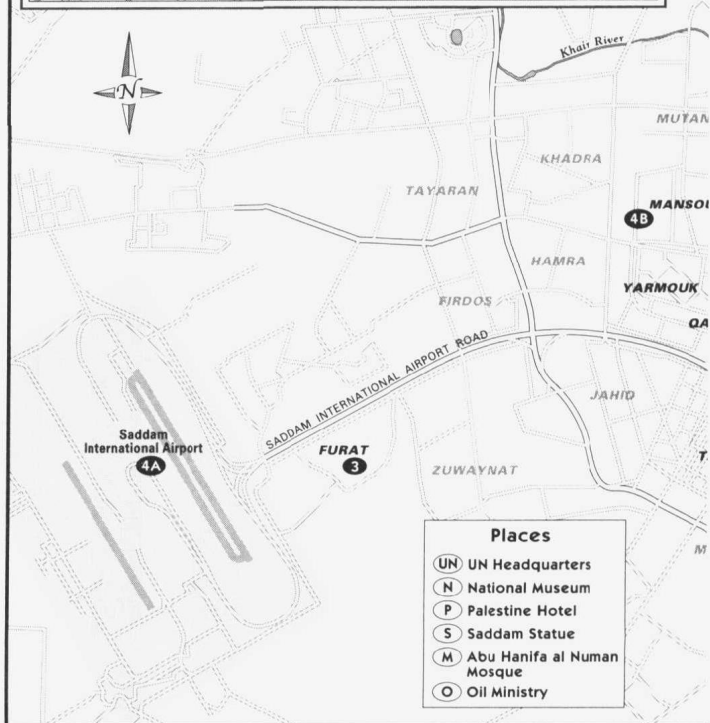 Khair River
N
MUTAN
KHADRA
TAYARAN
MANSOU
4B
HAMRA
YARMOUK
FIRDOS
QA
SADDAM INTERNATIONAL AIRPORT ROAD
JAHID
Saddam
International Airport
4A
FURAT
3
ZUWAYNAT
T
M
Places
UN UN Headquarters
N National Museum
P Palestine Hotel
S Saddam Statue
M Abu Hanifa al Numan
Mosque
O Oil Ministry